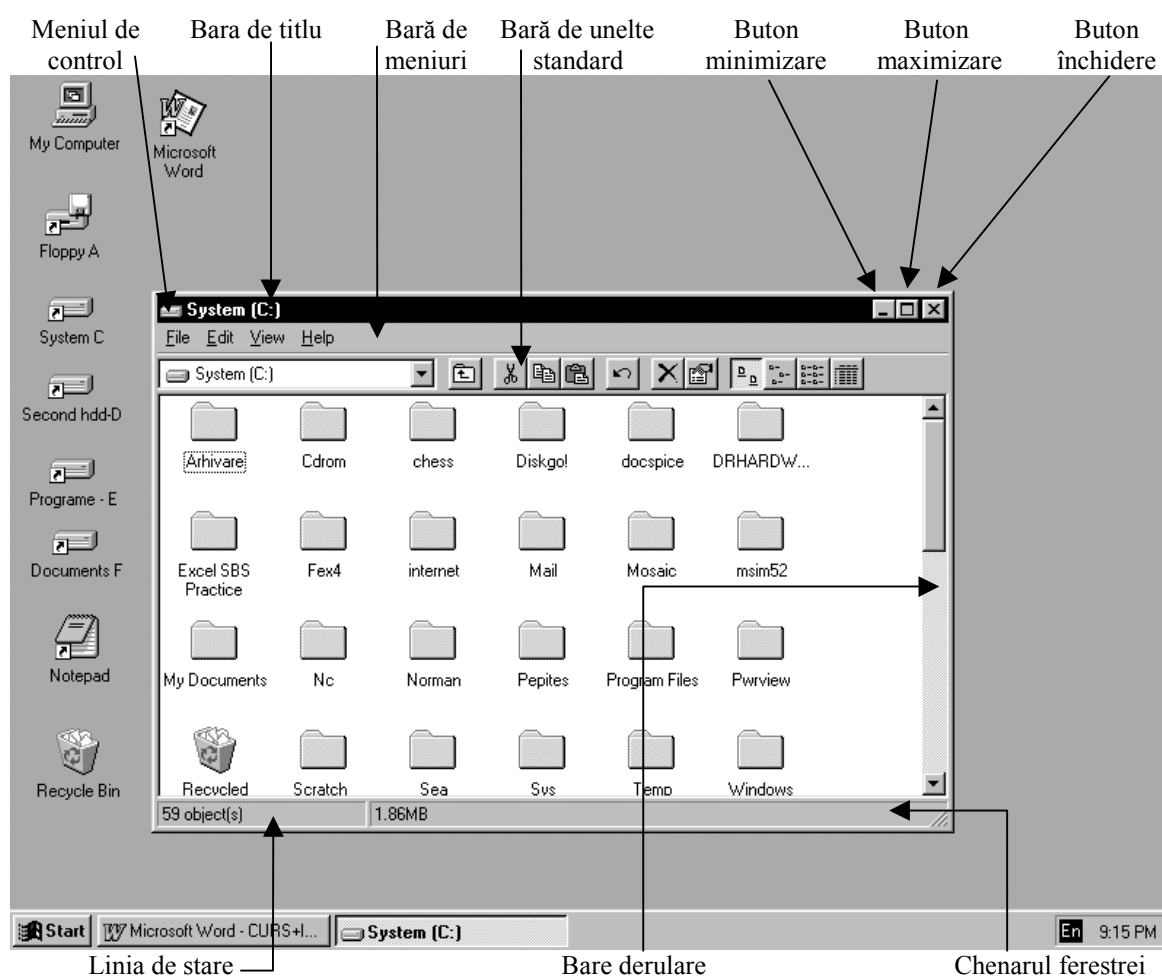 Meniul de control
Bara de titlu
Bară de meniuri
Bară de unelte standard
Buton minimizare
Buton maximizare
Buton închidere
My Computer
Microsoft Word
Floppy A
System C
Second hdd-D
Programe - E
Documents F
Notepad
Recycle Bin
System (C:)
File Edit View Help
System (C:)
Arhivare Cdrom chess Diskgo! docspice DRHARDW...
Excel SBS Practice Fex4 internet Mail Mosaic msim52
My Documents Nc Norman Pepites Program Files Pwrview
Recycled Scratch Sea Sys Temp Windows
59 object(s) 1.86MB
Start Microsoft Word - CURS+I... System (C:) En 9:15 PM
Linia de stare Bare derulare Chenarul ferestrei